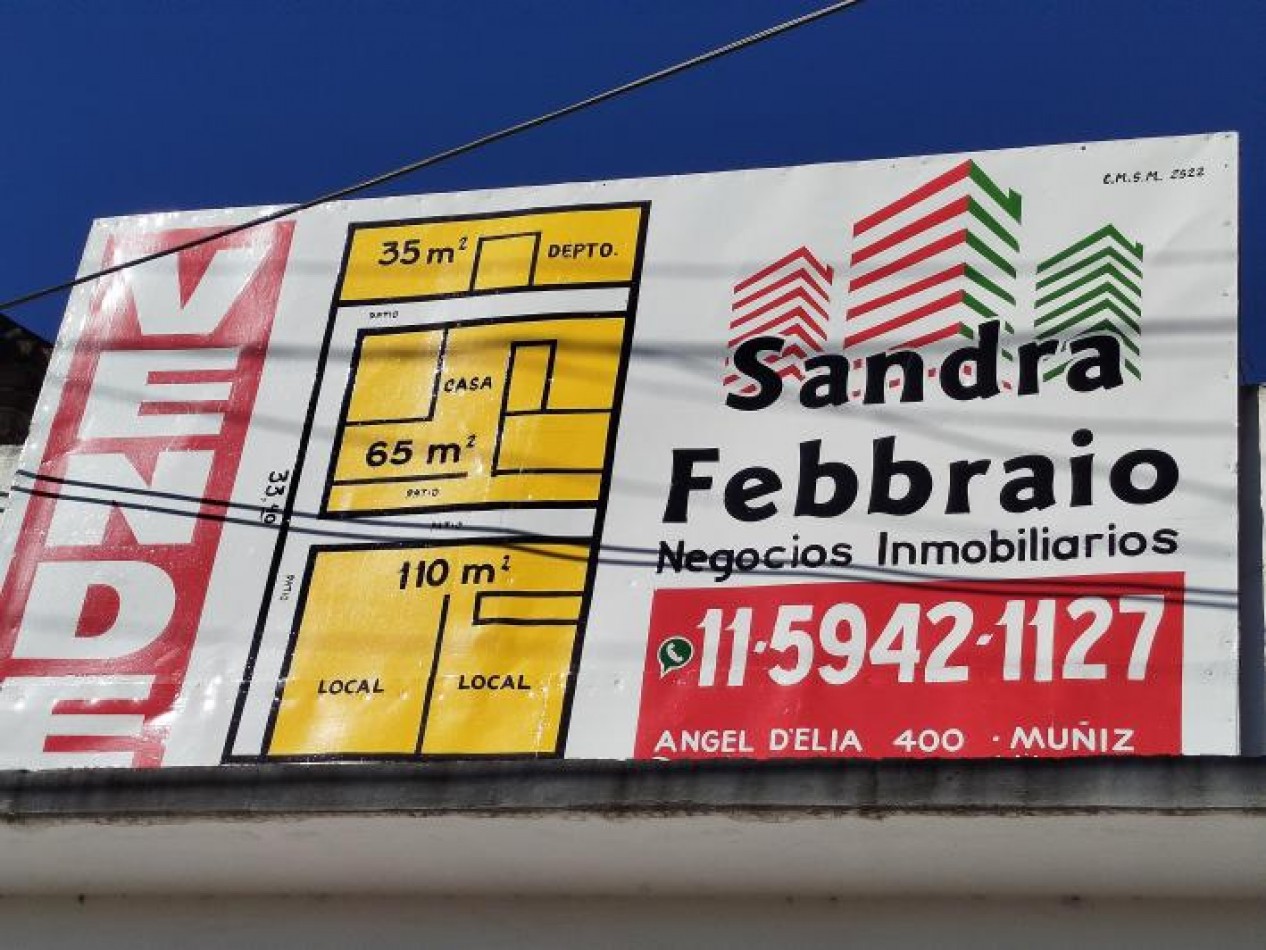 VENDE
35 m² DEPTO.
PATIO
CASA
65 m²
PATIO
PATIO
33,40
PATIO
110 m²
LOCAL LOCAL
C.M.S.M. 2522
Sandra
Febbraio
Negocios Inmobiliarios
11·5942·1127
ANGEL D'ELIA 400 · MUÑIZ